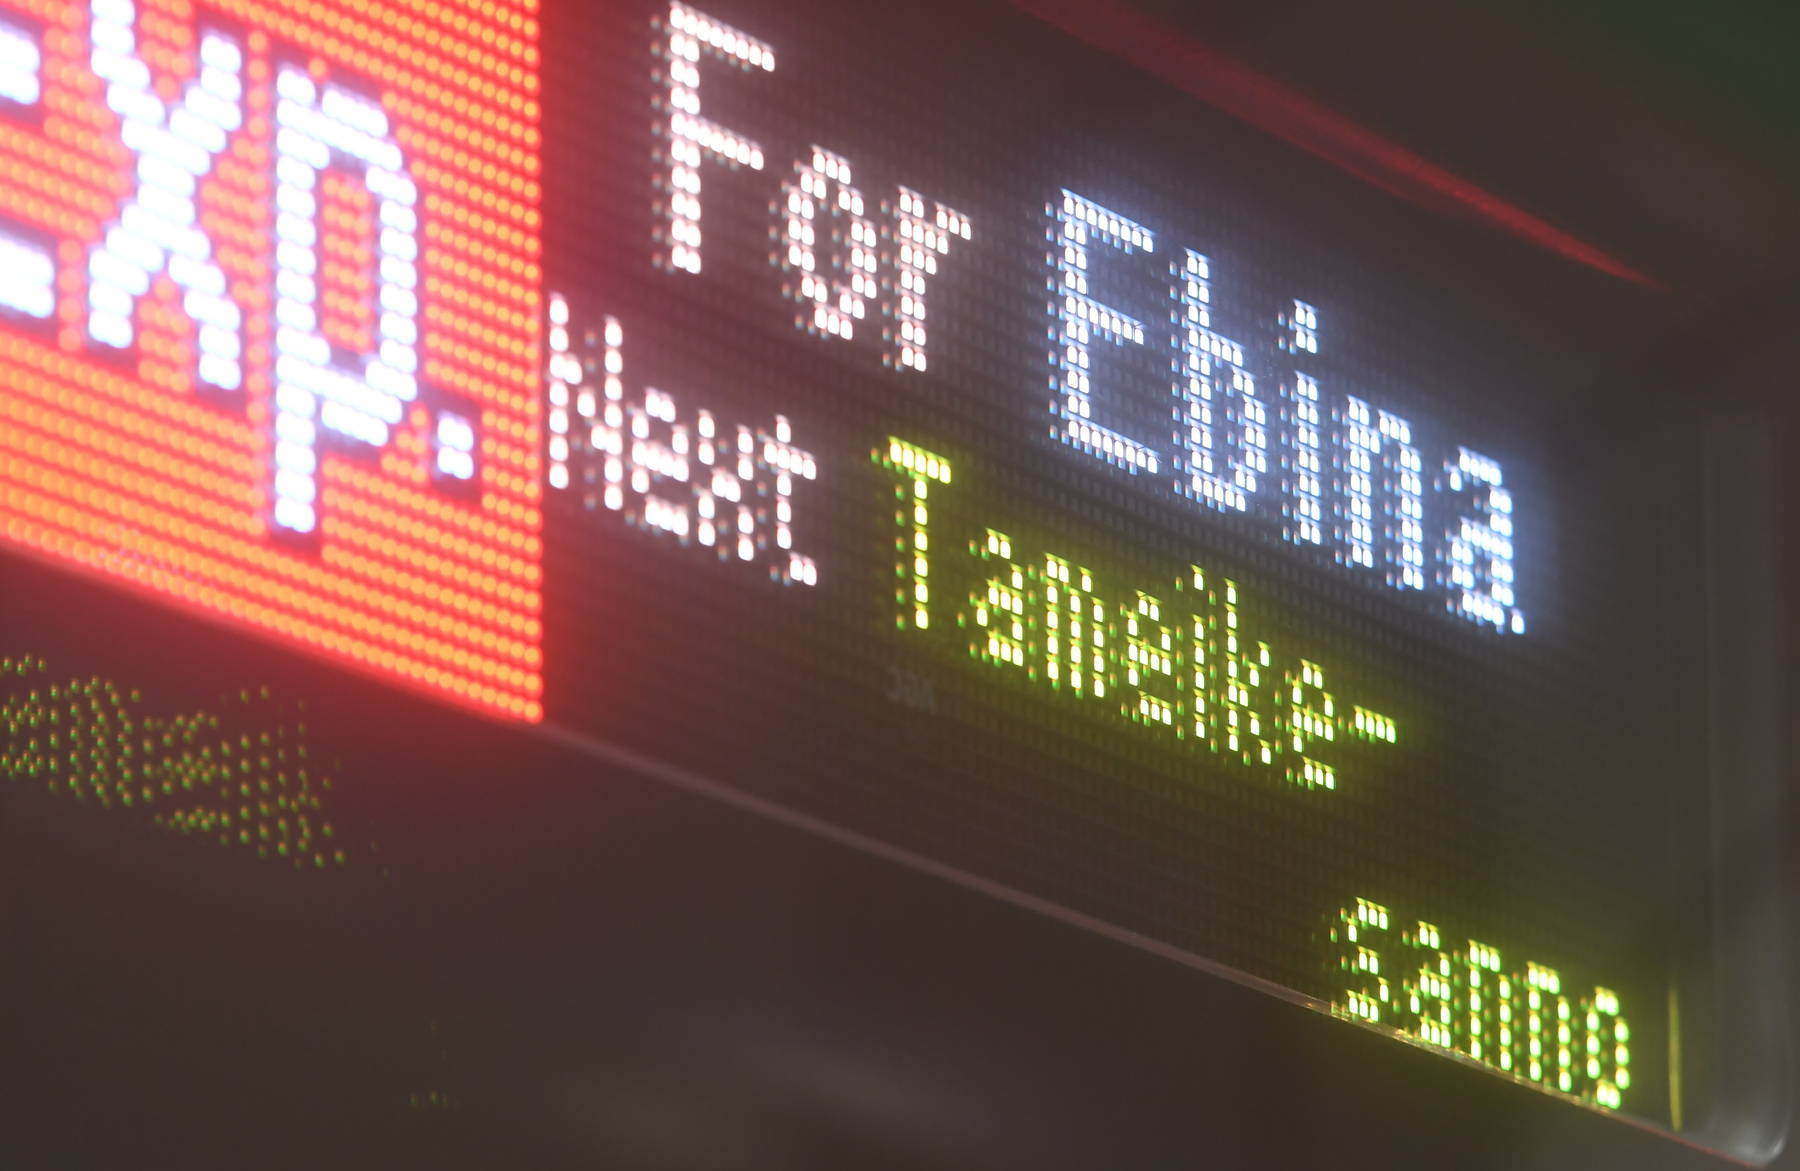 Exp.
For Ebina
Next Tameike-
sanno